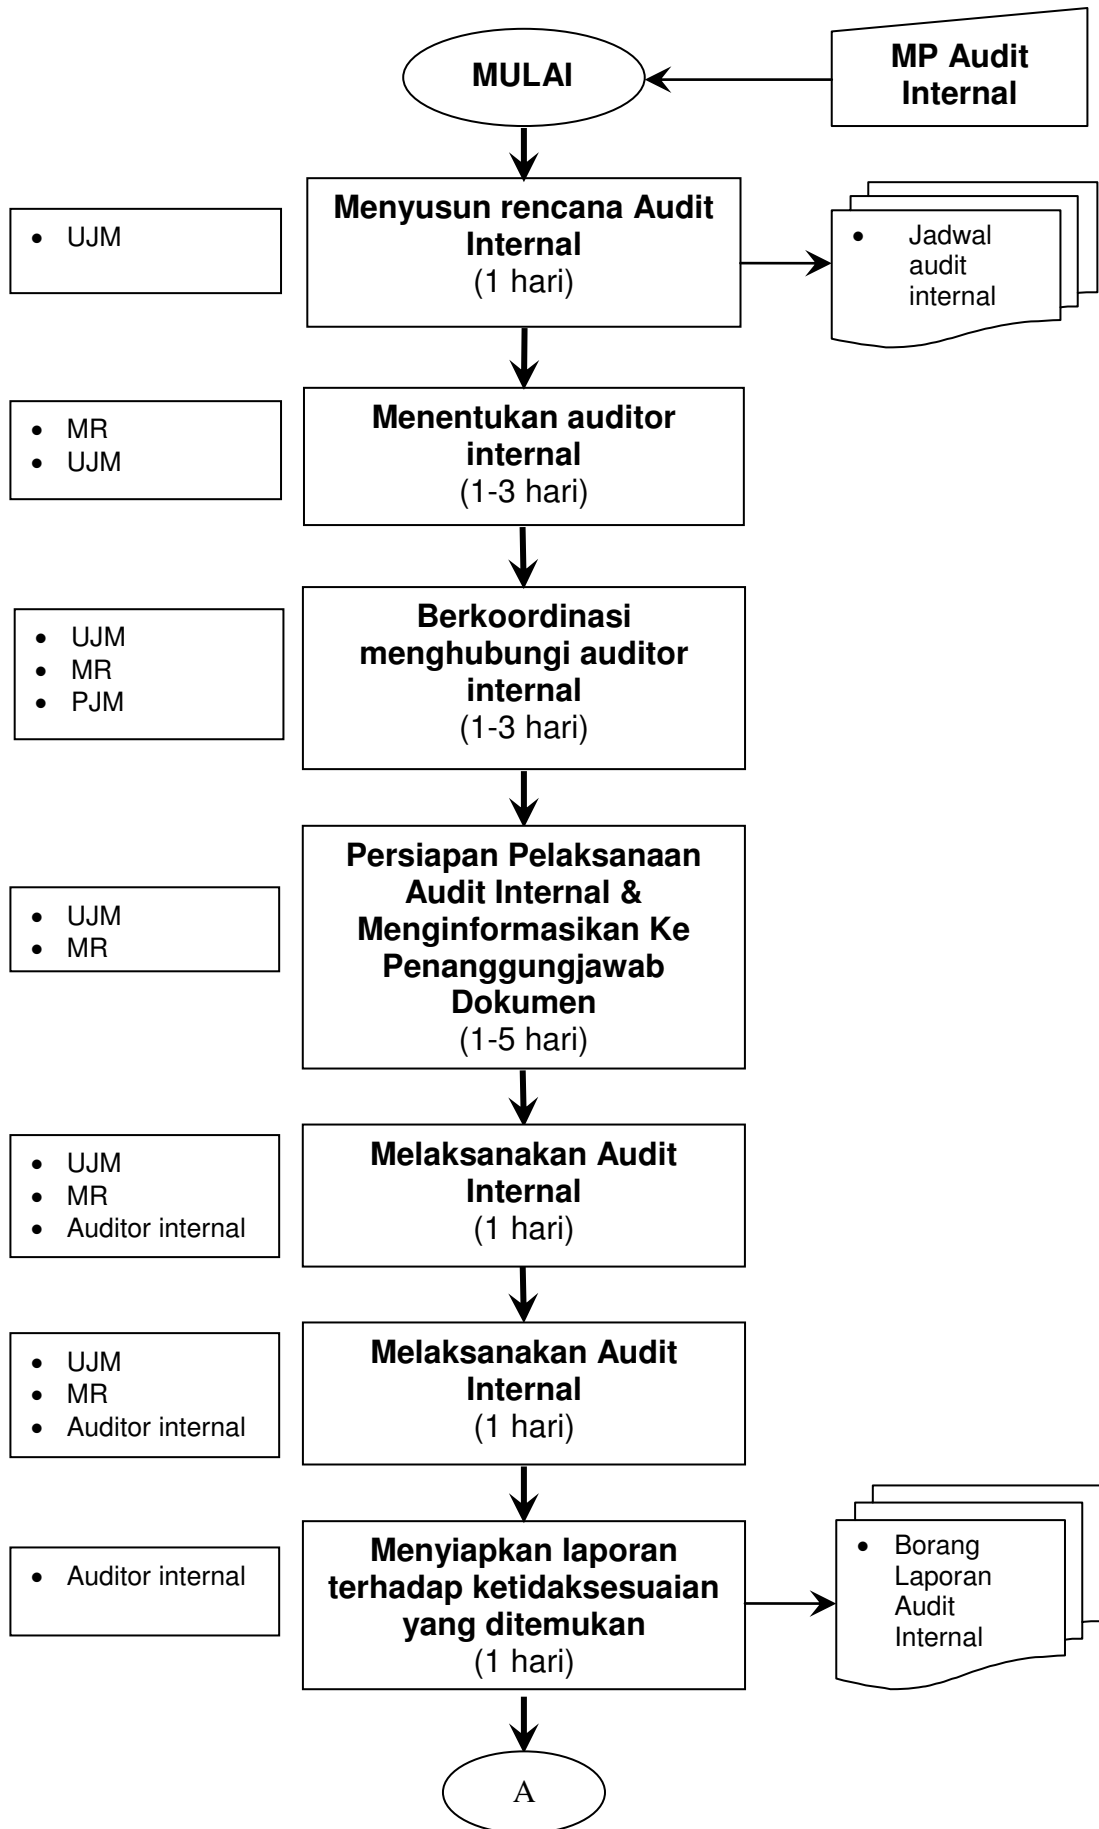 MULAI
MP Audit
Internal
• UJM
Menyusun rencana Audit
Internal
(1 hari)
• Jadwal
audit
internal
• MR
• UJM
Menentukan auditor
internal
(1-3 hari)
• UJM
• MR
• PJM
Berkoordinasi
menghubungi auditor
internal
(1-3 hari)
• UJM
• MR
Persiapan Pelaksanaan
Audit Internal &
Menginformasikan Ke
Penanggungjawab
Dokumen
(1-5 hari)
• UJM
• MR
• Auditor internal
Melaksanakan Audit
Internal
(1 hari)
• UJM
• MR
• Auditor internal
Melaksanakan Audit
Internal
(1 hari)
• Auditor internal
Menyiapkan laporan
terhadap ketidaksesuaian
yang ditemukan
(1 hari)
• Borang
Laporan
Audit
Internal
A